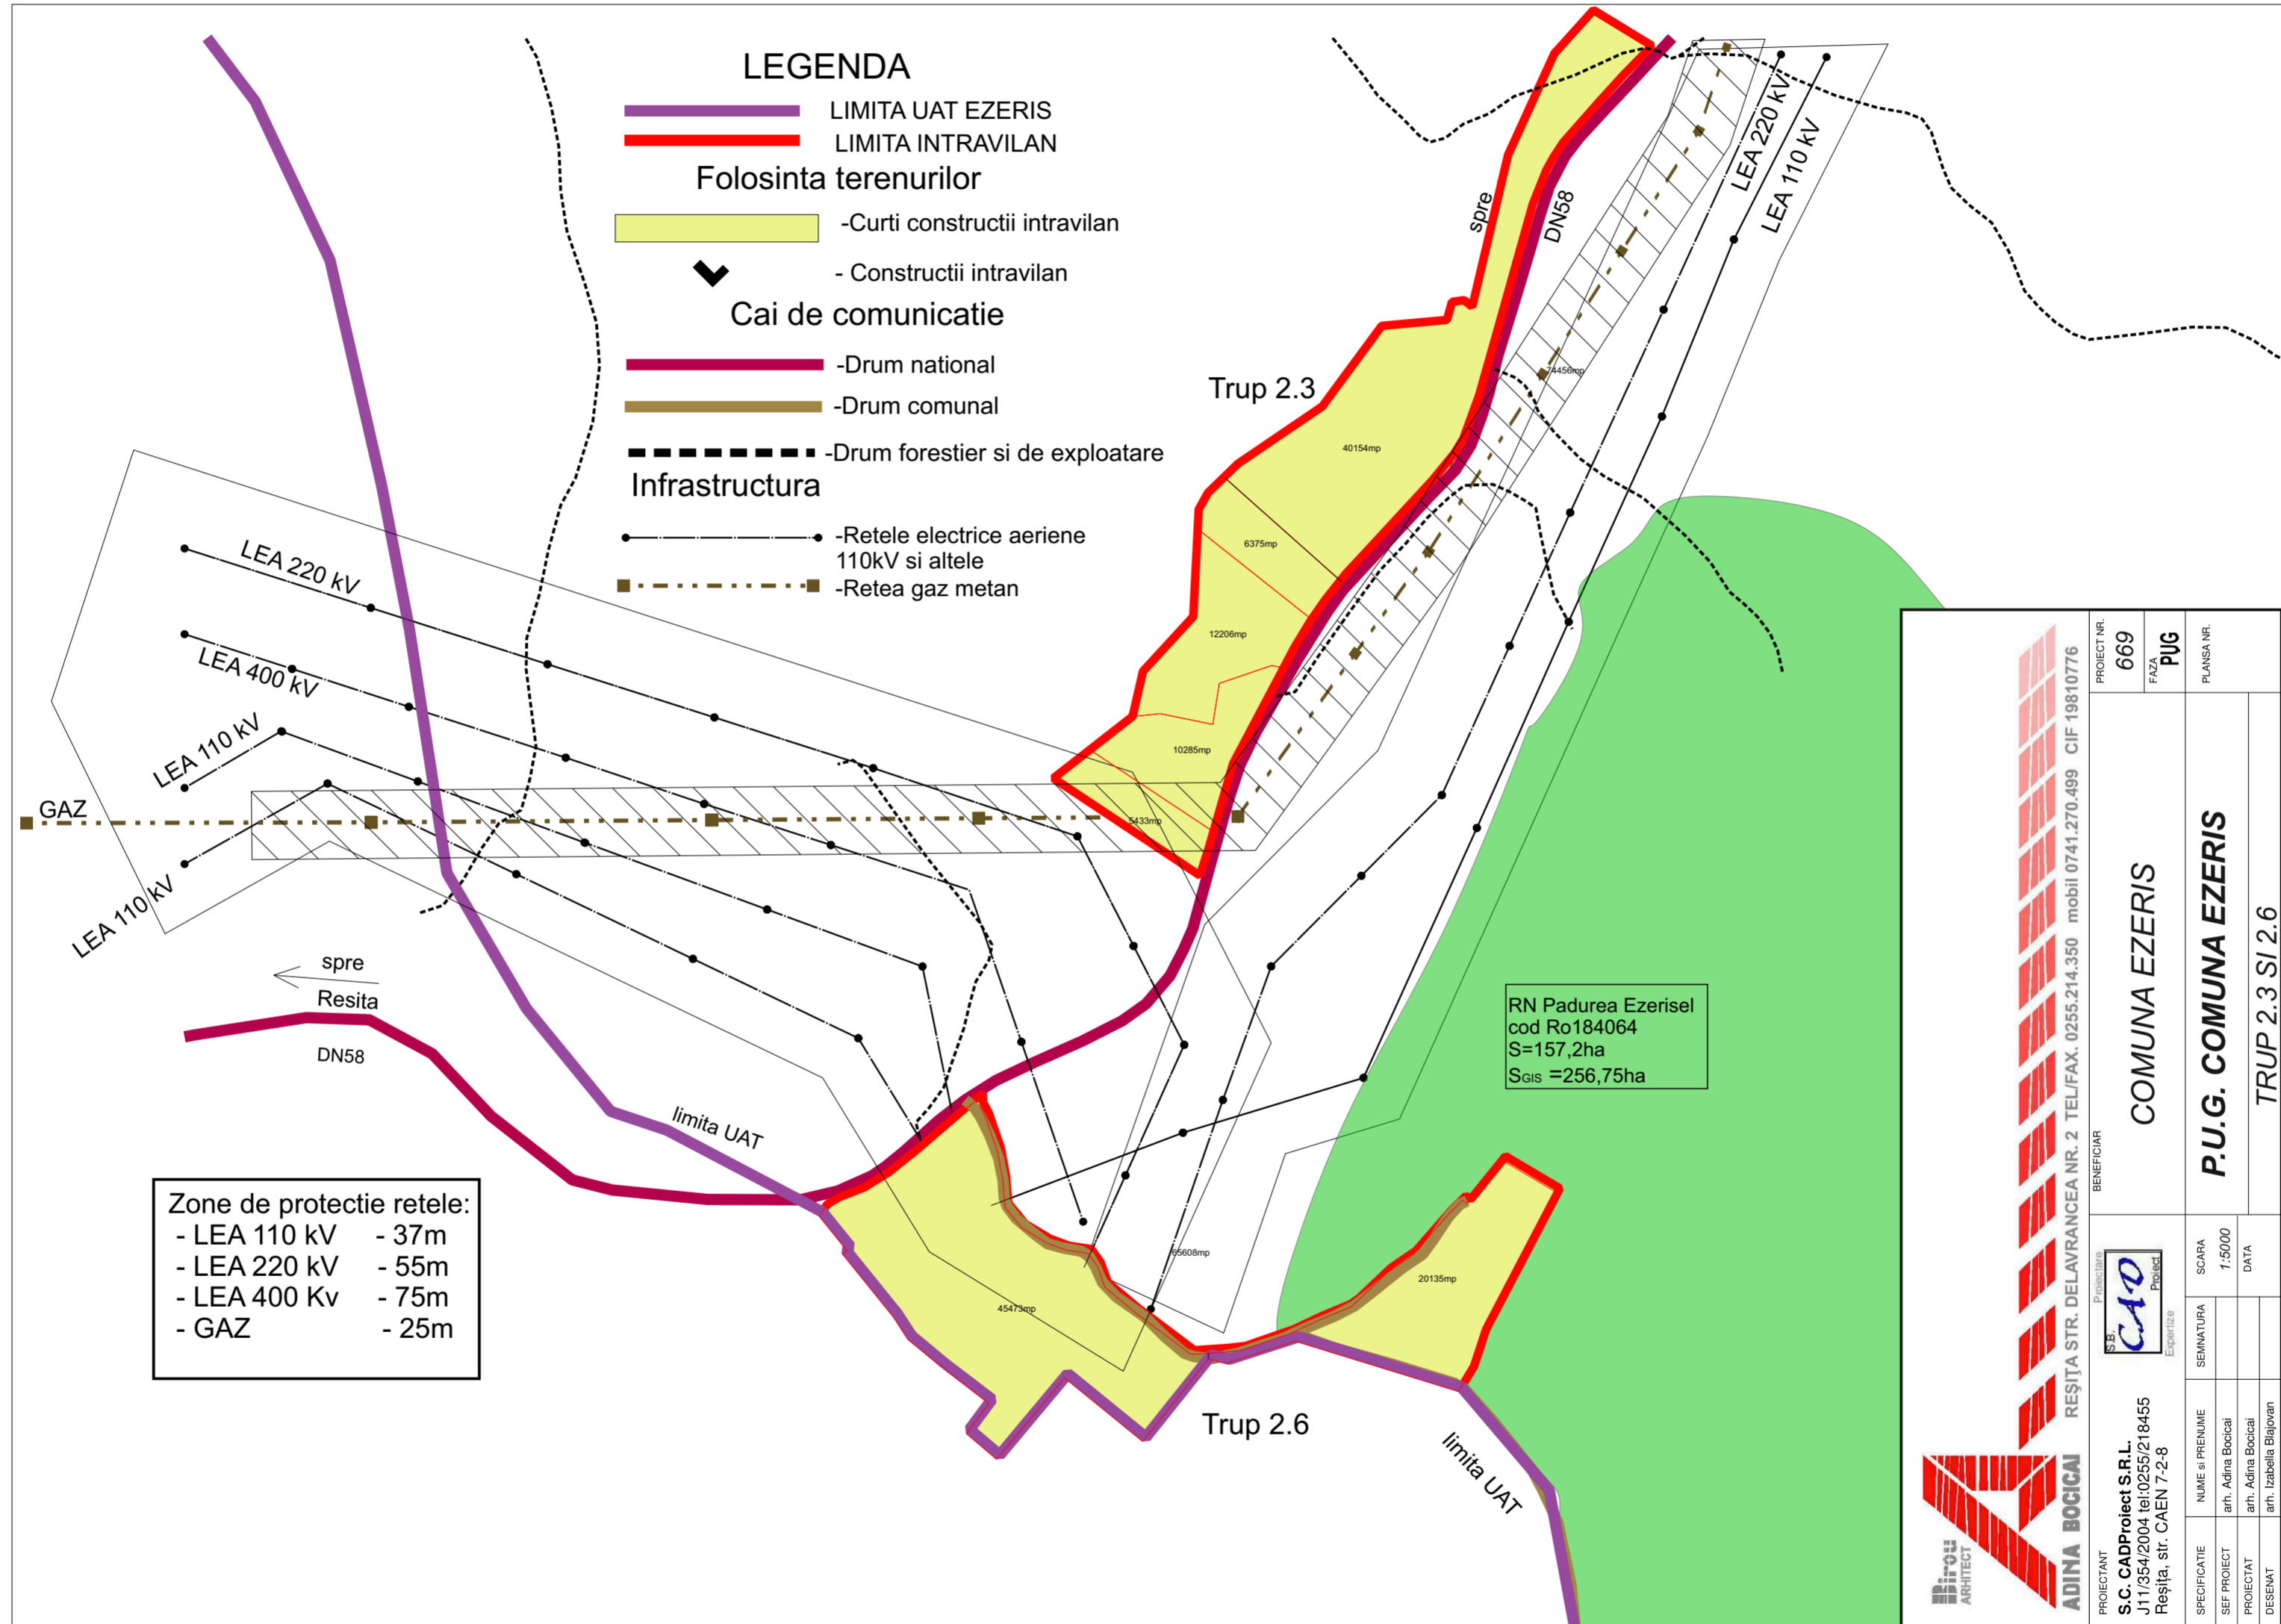 LEGENDA
LIMITA UAT EZERIS
LIMITA INTRAVILAN
Folosinta terenurilor
-Curti constructii intravilan
- Constructii intravilan
Cai de comunicatie
-Drum national
-Drum comunal
-Drum forestier si de exploatare
Infrastructura
-Retele electrice aeriene
110kV si altele
-Retea gaz metan
LEA 220 kV
LEA 110 kV
spre
DN58
Trup 2.3
74456mp
40154mp
6375mp
12206mp
10285mp
5433mp
LEA 220 kV
LEA 400 kV
LEA 110 kV
GAZ
LEA 110 kV
spre
Resita
DN58
limita UAT
RN Padurea Ezerisel
cod Ro184064
S=157,2ha
SGIS =256,75ha
Zone de protectie retele:
- LEA 110 kV - 37m
- LEA 220 kV - 55m
- LEA 400 Kv - 75m
- GAZ - 25m
65608mp
20135mp
45473mp
Trup 2.6
limita UAT
Birou
ARHITECT
ADINA BOCICAI
REŞIŢA STR. DELAVRANCEA NR. 2 TEL/FAX. 0255.214.350 mobil 0741.270.499 CIF 19810776
PROIECTANT
S.C. CADProiect S.R.L.
J11/354/2004 tel:0255/218455
Reşiţa, str. CAEN 7-2-8
Proiectare
S.B.
CAD
Proiect
Expertize
BENEFICIAR
COMUNA EZERIS
PROIECT NR.
669
FAZA
PUG
SPECIFICATIE
NUME si PRENUME
SEMNATURA
SCARA
1:5000
DATA
SEF PROIECT
arh. Adina Bocicai
PROIECTAT
arh. Adina Bocicai
DESENAT
arh. Izabella Blajovan
P.U.G. COMUNA EZERIS
TRUP 2.3 SI 2.6
PLANSA NR.